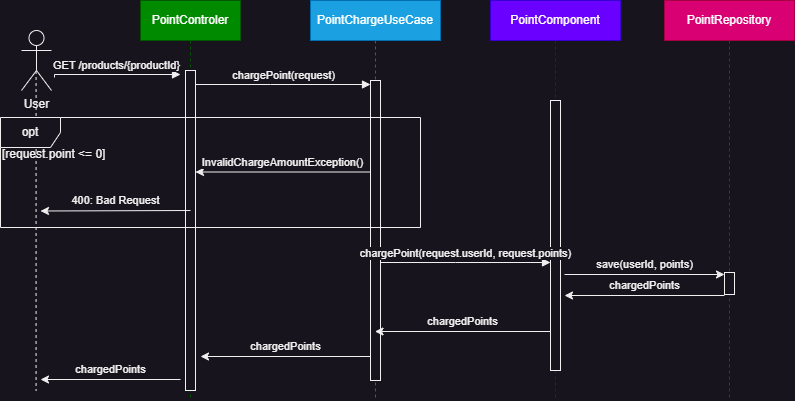 PointControler
PointChargeUseCase
PointComponent
PointRepository
GET /products/{productId}
chargePoint(request)
User
opt
[request.point <= 0]
InvalidChargeAmountException()
400: Bad Request
chargePoint(request.userId, request.points)
save(userId, points)
chargedPoints
chargedPoints
chargedPoints
chargedPoints